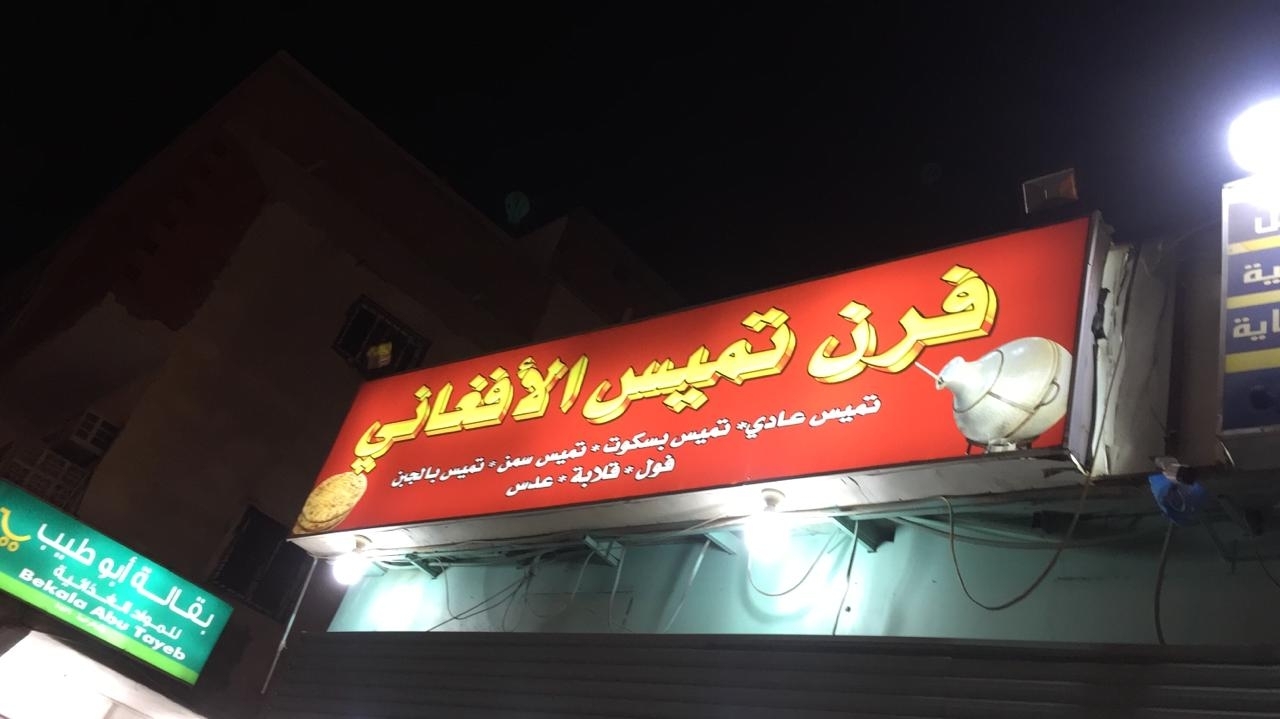 فرن تميس الأفغاني
تميس عادي * تميس بسكوت * تميس سمن * تميس بالجبن
فول * قلابة * عدس
بقالة أبو طيب
للمواد الغذائية
Bekala Abu Tayeb